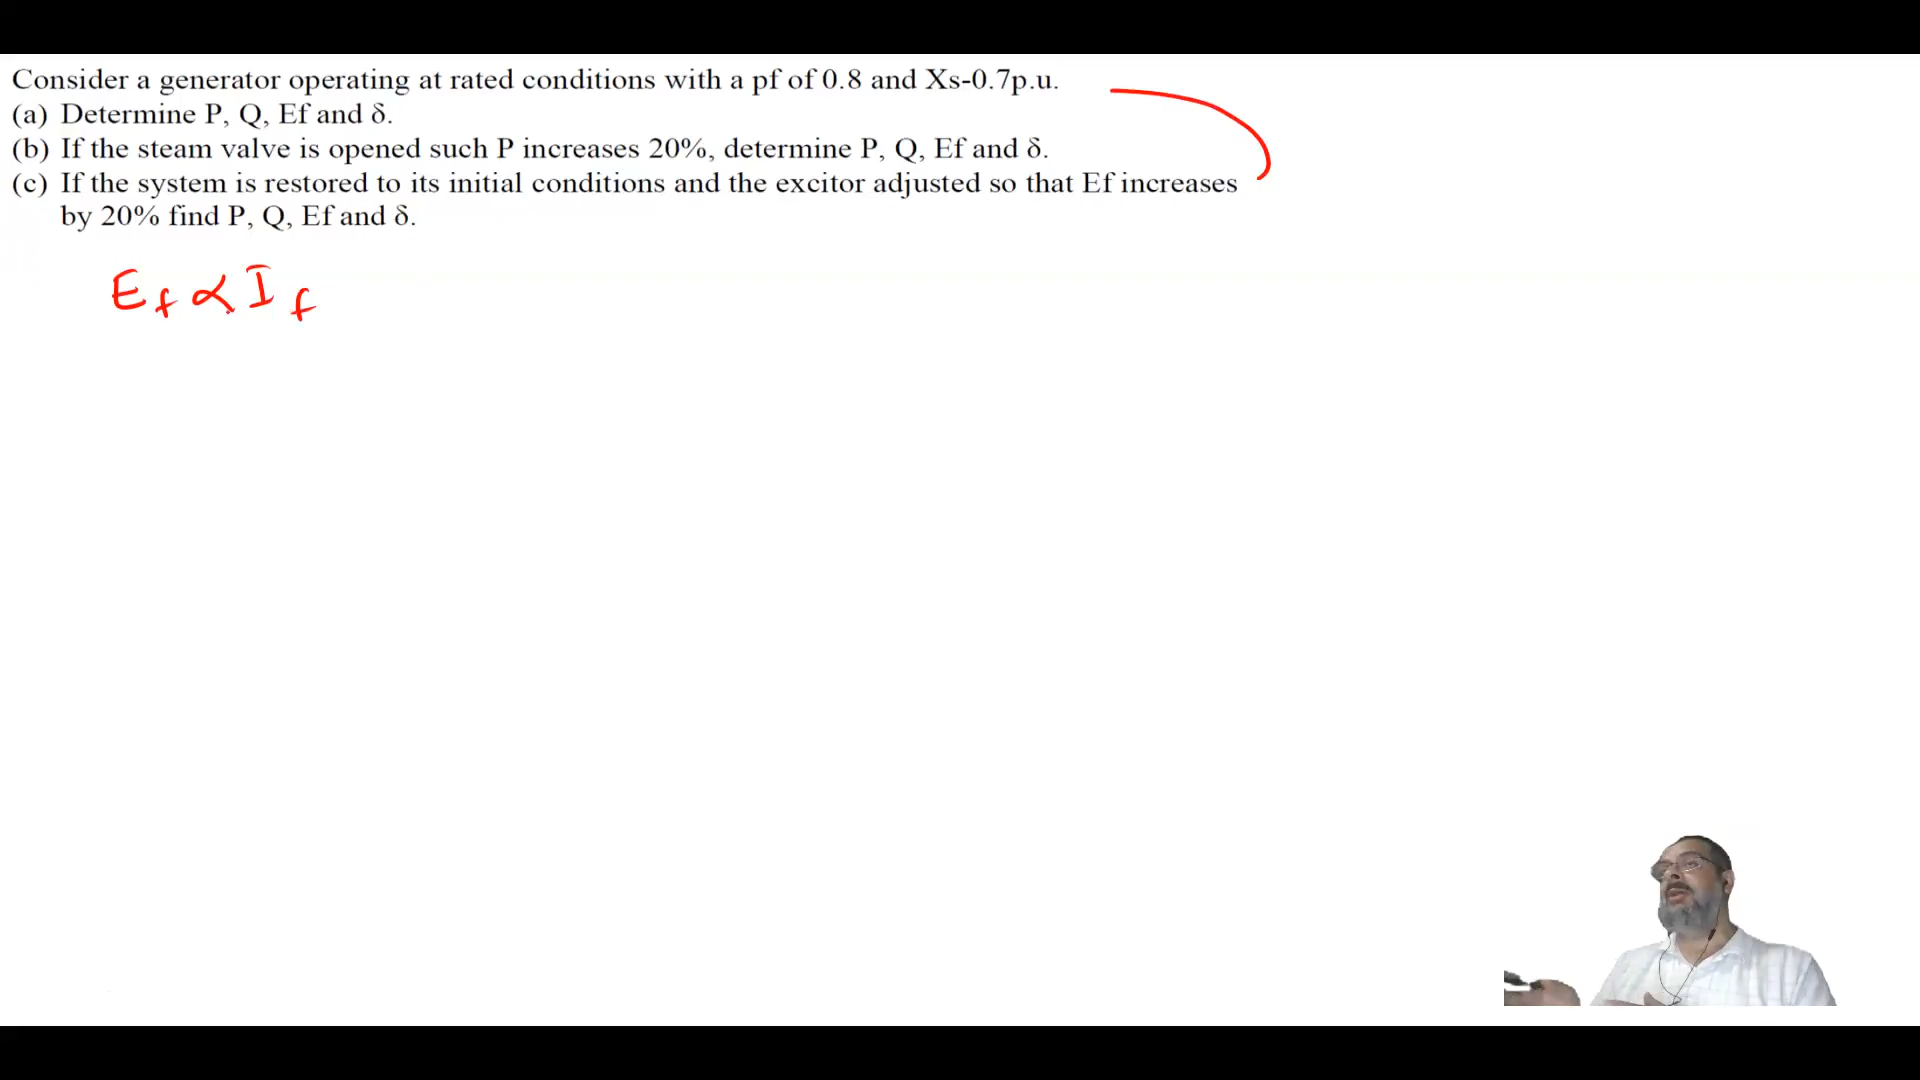 Consider a generator operating at rated conditions with a pf of 0.8 and Xs-0.7p.u.
(a) Determine P, Q, Ef and δ.
(b) If the steam valve is opened such P increases 20%, determine P, Q, Ef and δ.
(c) If the system is restored to its initial conditions and the excitor adjusted so that Ef increases
by 20% find P, Q, Ef and δ.
E_f ∝ I_f